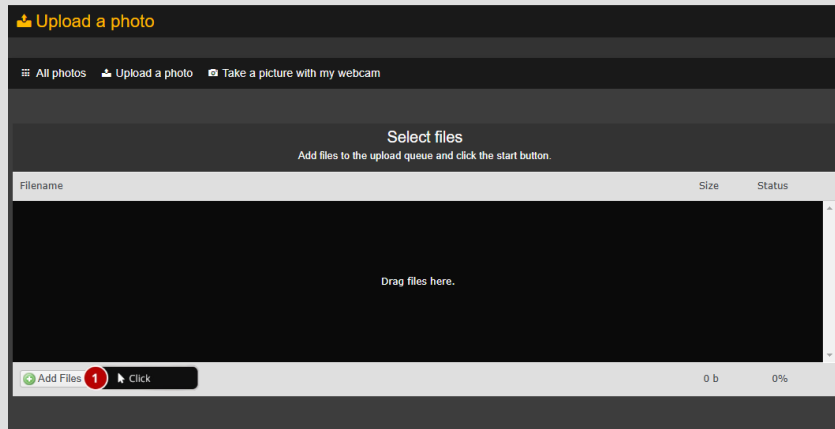 Upload a photo
All photos Upload a photo Take a picture with my webcam
Select files
Add files to the upload queue and click the start button.
Filename Size Status
Drag files here.
Add Files 1 Click 0 b 0%